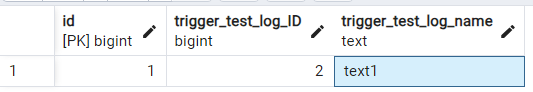 id trigger_test_log_ID trigger_test_log_name
[PK] bigint bigint text
1 1 2 text1